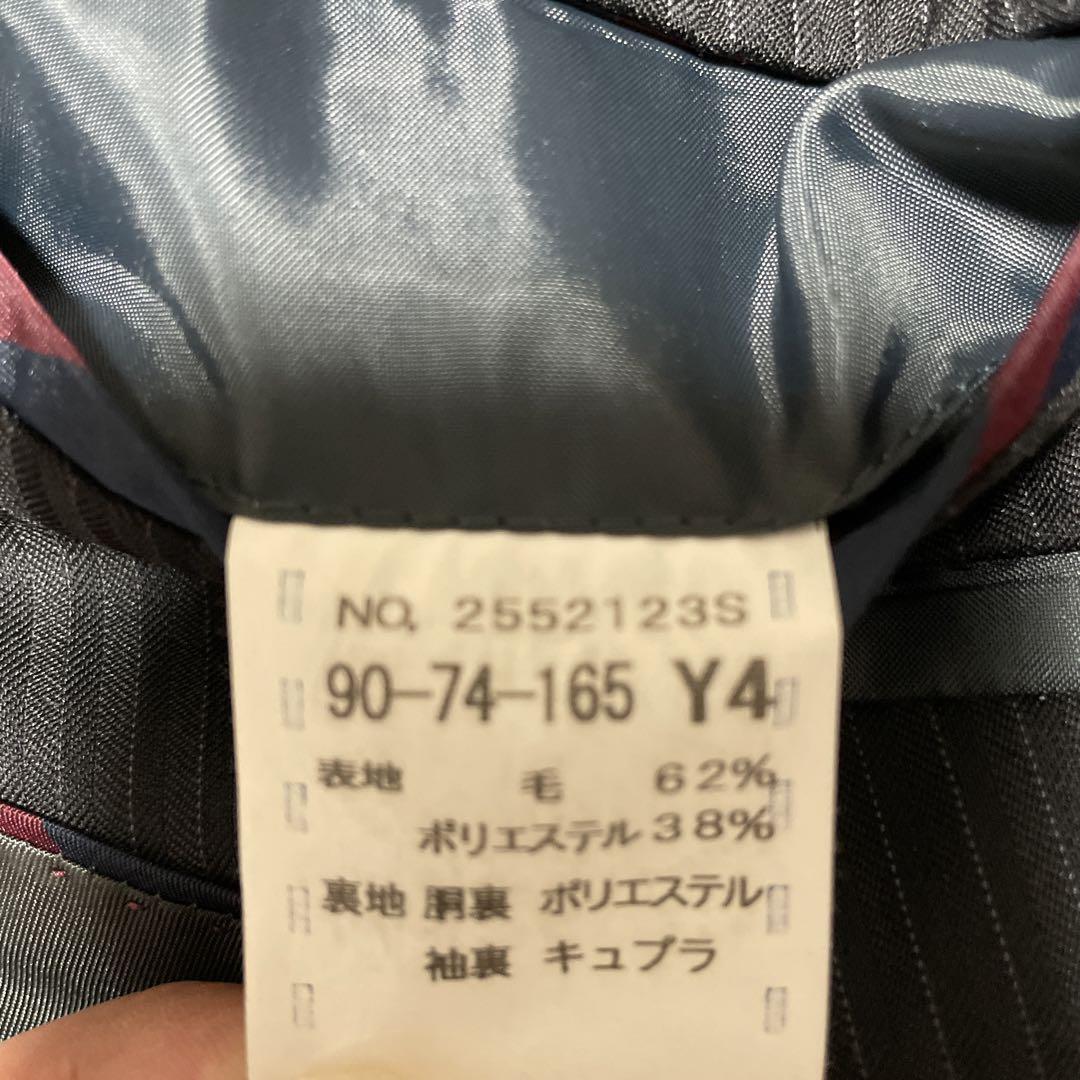 NO. 2552123S
90-74-165 Y4
表地 毛 62%
ポリエステル 38%
裏地 胴裏 ポリエステル
袖裏 キュプラ